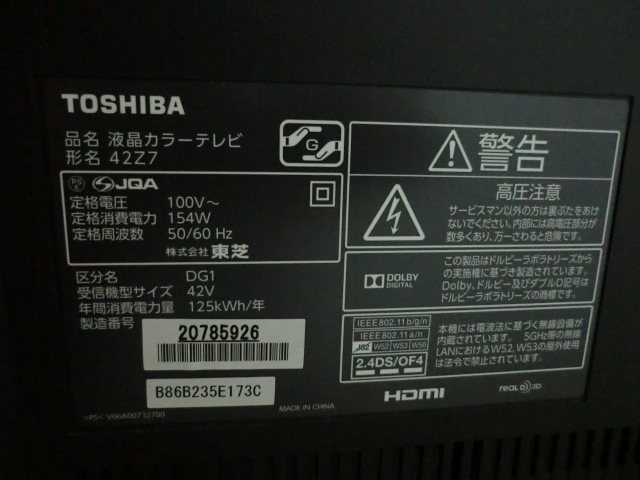 TOSHIBA
品名 液晶カラーテレビ
形名 42Z7
G
PS
JQA
定格電圧 100V～
定格消費電力 154W
定格周波数 50/60 Hz
株式会社 東芝
区分名 DG1
受信機型サイズ 42V
年間消費電力量 125kWh/年
製造番号
20785926
B86B235E173C
>PS< V66A00732700
MADE IN CHINA
警告
高圧注意
サービスマン以外の方は裏ぶたをあけ
ないでください。内部には高電圧部分が
数多くあり、万一さわると危険です。
DOLBY
DIGITAL
この製品はドルビーラボラトリーズから
の実施権に基づき製造されています。
Dolby、ドルビー及びダブルD記号はド
ルビーラボラトリーズの商標です。
IEEE802.11b/g/n
IEEE802.11a/n
J52 W52 W53 W56
2.4DS/OF4
本機には電波法に基づく無線設備が
内蔵されています。 5GHz帯の無線
LANにおけるW52、W53の屋外使用
は法令で禁止されています。
HDMI
REAL D 3D